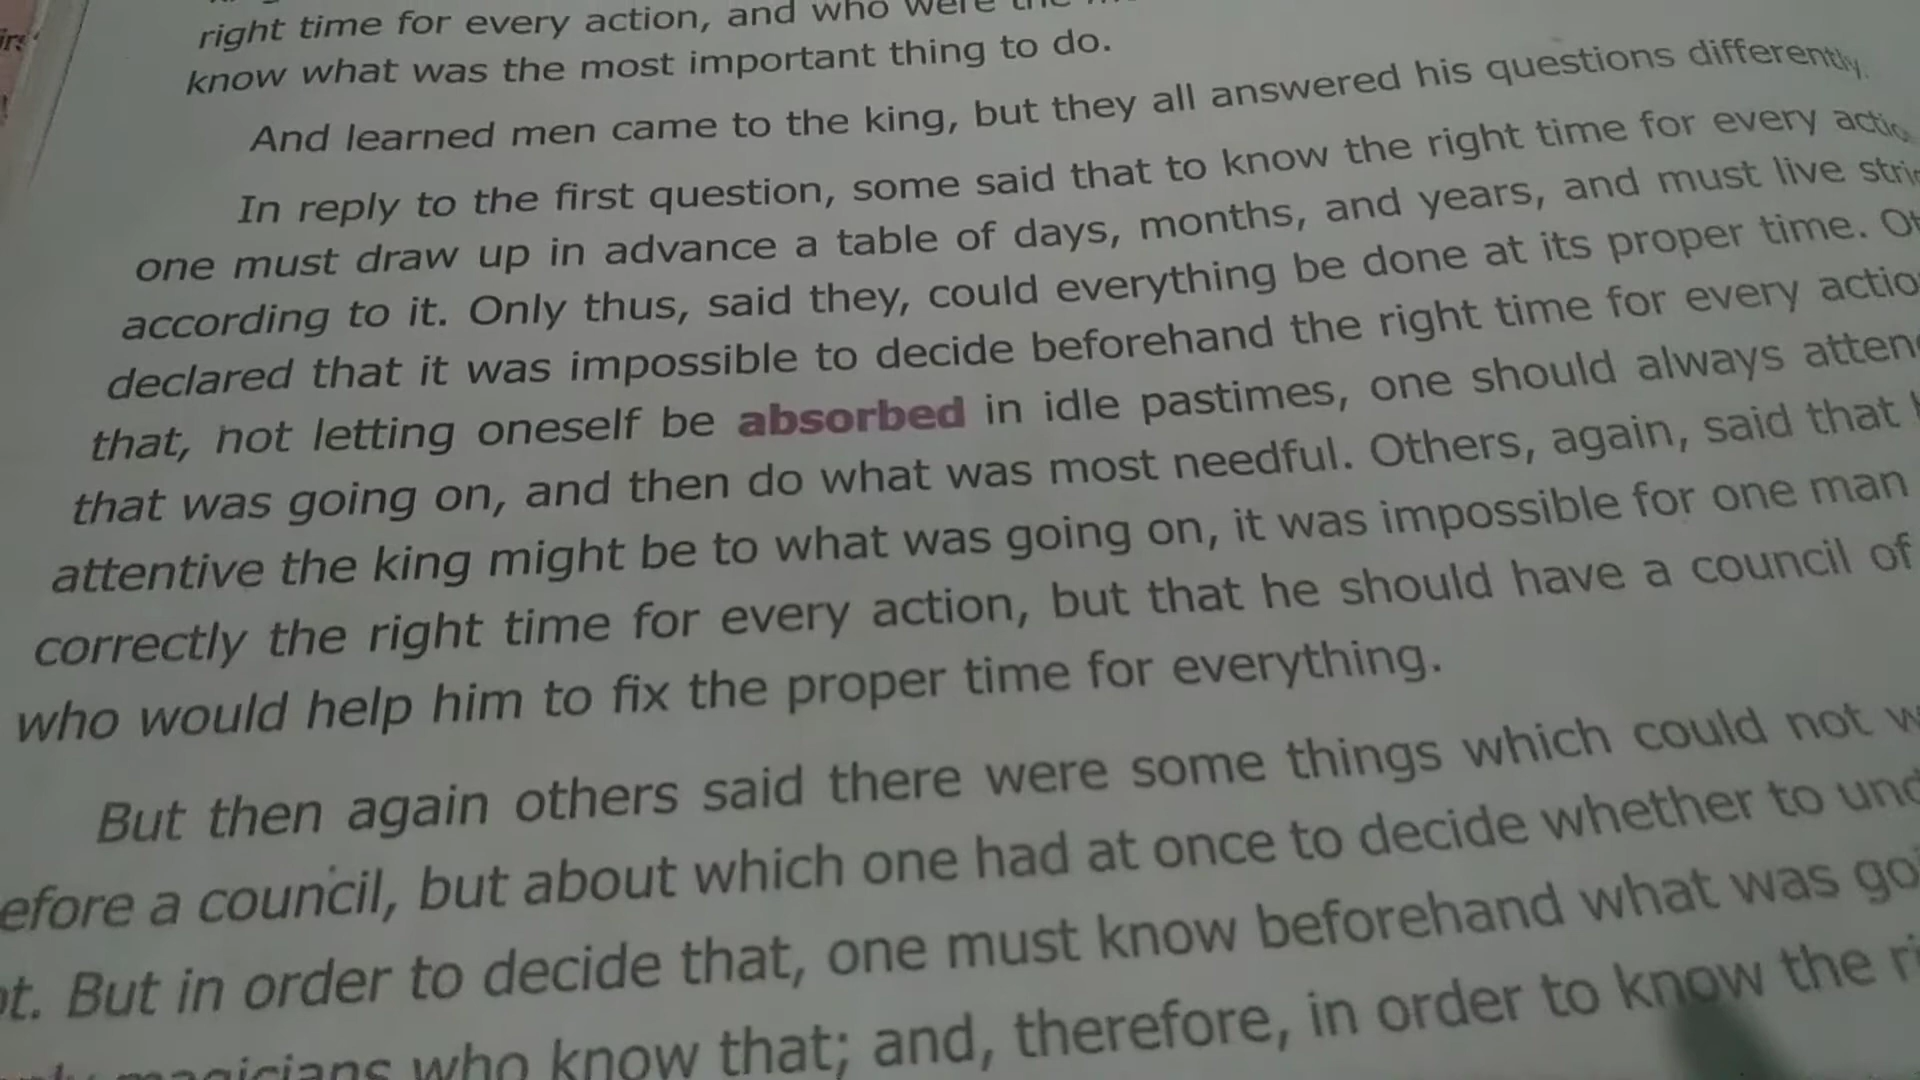 right time for every action, and who were the
know what was the most important thing to do.
And learned men came to the king, but they all answered his questions differently.
In reply to the first question, some said that to know the right time for every
one must draw up in advance a table of days, months, and years, and must live
according to it. Only thus, said they, could everything be done at its proper time.
declared that it was impossible to decide beforehand the right time for every
that, not letting oneself be absorbed in idle pastimes, one should always
that was going on, and then do what was most needful. Others, again, said that
attentive the king might be to what was going on, it was impossible for one man
correctly the right time for every action, but that he should have a council of
who would help him to fix the proper time for everything.
But then again others said there were some things which could not
a council, but about which one had at once to decide whether to
But in order to decide that, one must know beforehand what was
magicians who know that; and, therefore, in order to know the